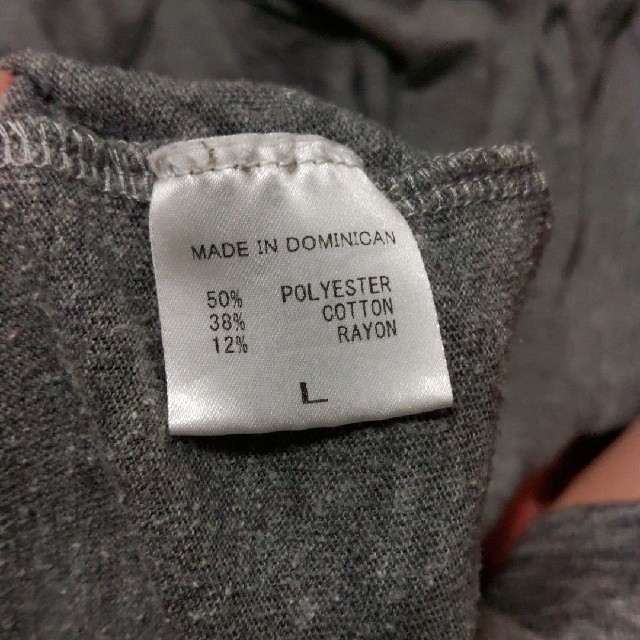 MADE IN DOMINICAN
50% POLYESTER
38% COTTON
12% RAYON
L